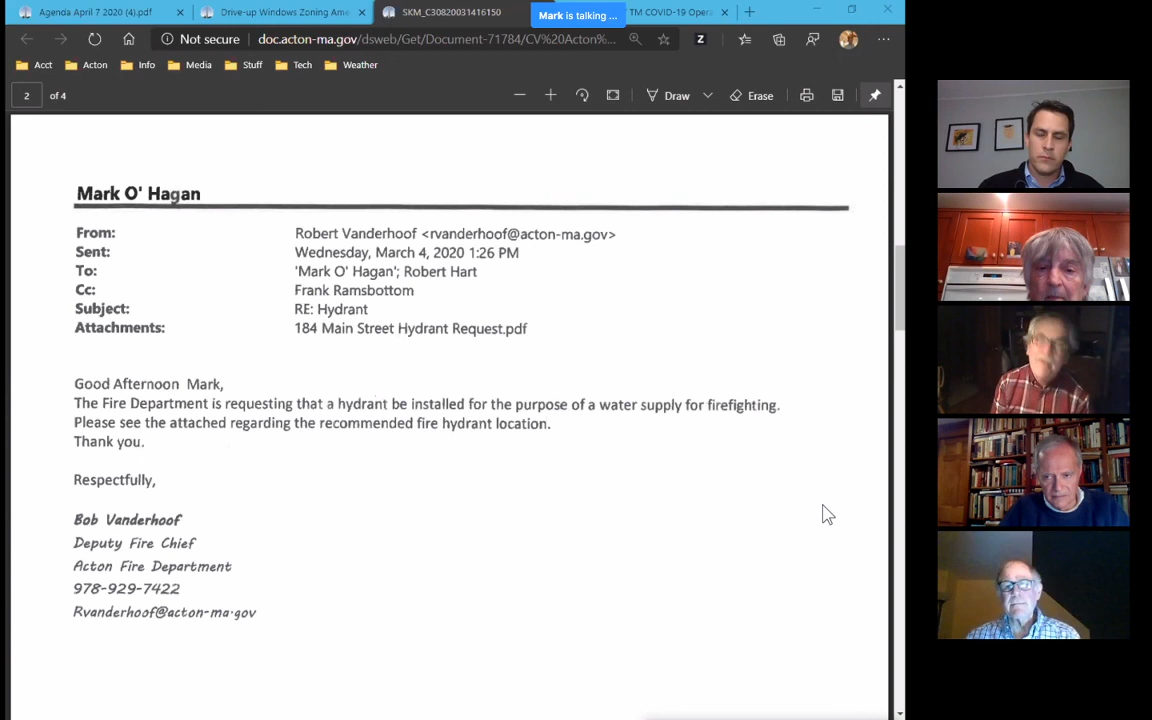 Agenda April 7 2020 (4).pdf
Drive-up Windows Zoning Ame
SKM_C30820031416150
Mark is talking ...
TM COVID-19 Oper
Not secure
doc.acton-ma.gov/dsweb/Get/Document-71784/CV%20Acton%...
Z
Acct
Acton
Info
Media
Stuff
Tech
Weather
2 of 4
Draw
Erase
Mark O' Hagan
From: Robert Vanderhoof <rvanderhoof@acton-ma.gov>
Sent: Wednesday, March 4, 2020 1:26 PM
To: 'Mark O' Hagan'; Robert Hart
Cc: Frank Ramsbottom
Subject: RE: Hydrant
Attachments: 184 Main Street Hydrant Request.pdf
Good Afternoon Mark,
The Fire Department is requesting that a hydrant be installed for the purpose of a water supply for firefighting.
Please see the attached regarding the recommended fire hydrant location.
Thank you.
Respectfully,
Bob Vanderhoof
Deputy Fire Chief
Acton Fire Department
978-929-7422
Rvanderhoof@acton-ma.gov